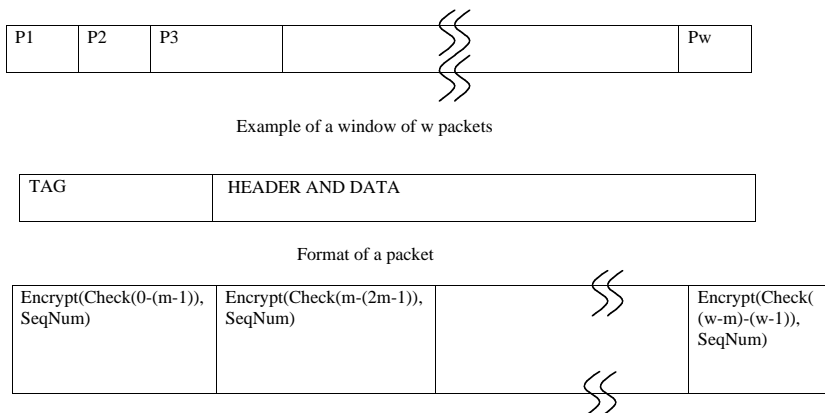 P1 P2 P3 Pw
Example of a window of w packets
TAG HEADER AND DATA
Format of a packet
Encrypt(Check(0-(m-1)), Encrypt(Check(m-(2m-1)), Encrypt(Check(
SeqNum) SeqNum) (w-m)-(w-1)),
SeqNum)